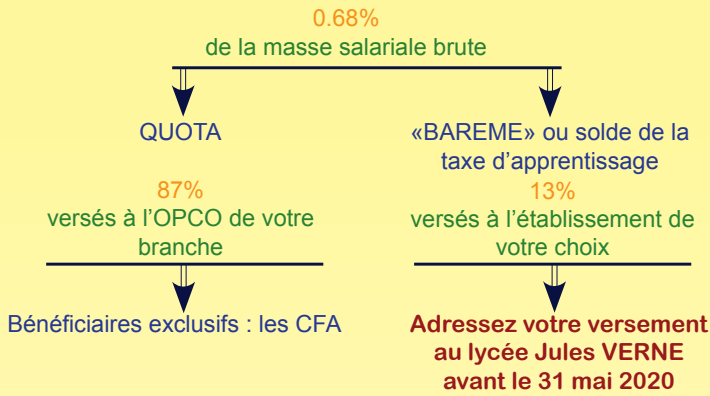 0.68%
de la masse salariale brute
QUOTA
87%
versés à l'OPCO de votre
branche
Bénéficiaires exclusifs : les CFA
«BAREME» ou solde de la
taxe d'apprentissage
13%
versés à l'établissement de
votre choix
Adressez votre versement
au lycée Jules VERNE
avant le 31 mai 2020